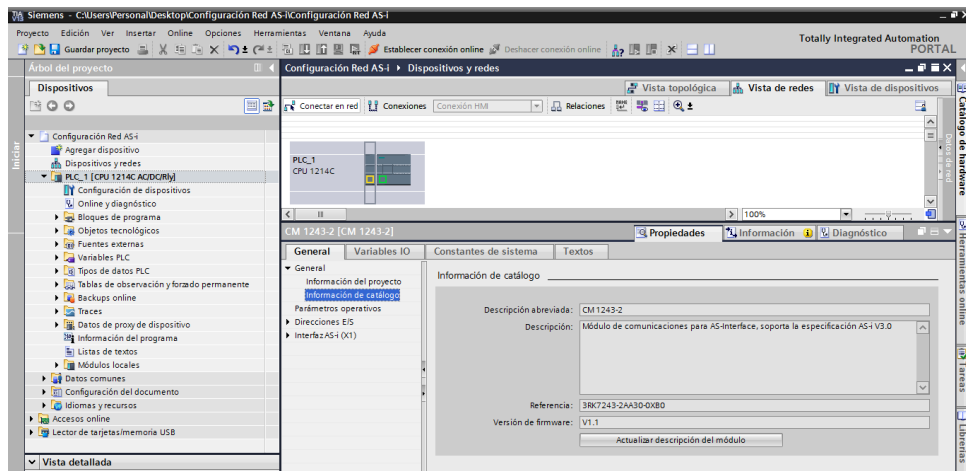 Siemens - C:\Users\Personal\Desktop\Configuración Red AS-i\Configuración Red AS-i
Proyecto Edición Ver Insertar Online Opciones Herramientas Ventana Ayuda
Totally Integrated Automation
PORTAL
Guardar proyecto
Establecer conexión online
Deshacer conexión online
Árbol del proyecto
Dispositivos
Iniciar
Configuración Red AS-i
Agregar dispositivo
Dispositivos y redes
PLC_1 [CPU 1214C AC/DC/Rly]
Configuración de dispositivos
Online y diagnóstico
Bloques de programa
Objetos tecnológicos
Fuentes externas
Variables PLC
Tipos de datos PLC
Tablas de observación y forzado permanente
Backups online
Traces
Datos de proxy de dispositivo
Información del programa
Listas de textos
Módulos locales
Datos comunes
Configuración del documento
Idiomas y recursos
Accesos online
Lector de tarjetas/memoria USB
Vista detallada
Configuración Red AS-i Dispositivos y redes
Vista topológica
Vista de redes
Vista de dispositivos
Conectar en red
Conexiones
Conexión HMI
Relaciones
PLC_1
CPU 1214C
100%
Datos de red
CM 1243-2 [CM 1243-2]
Propiedades
Información
Diagnóstico
General
Variables IO
Constantes de sistema
Textos
General
Información del proyecto
Información de catálogo
Parámetros operativos
Direcciones E/S
Interfaz AS-i (X1)
Información de catálogo
Descripción abreviada: CM 1243-2
Descripción: Módulo de comunicaciones para AS-Interface, soporta la especificación AS-i V3.0
Referencia: 3RK7243-2AA30-0XB0
Versión de firmware: V1.1
Actualizar descripción del módulo
Catálogo de hardware
Herramientas online
Tareas
Librerías